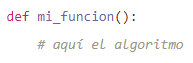 def mi_funcion():
# aquí el algoritmo